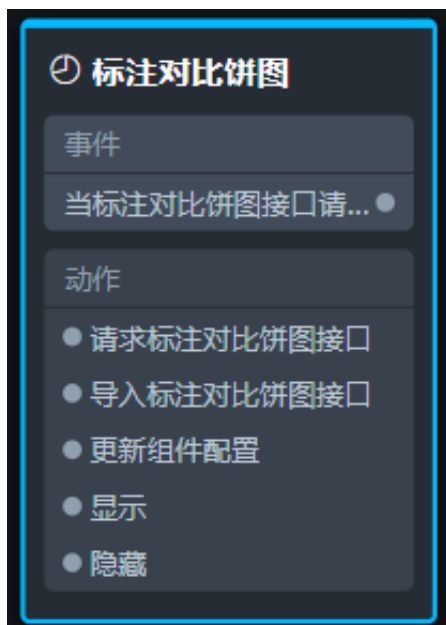 标注对比饼图
事件
当标注对比饼图接口请...
动作
请求标注对比饼图接口
导入标注对比饼图接口
更新组件配置
显示
隐藏